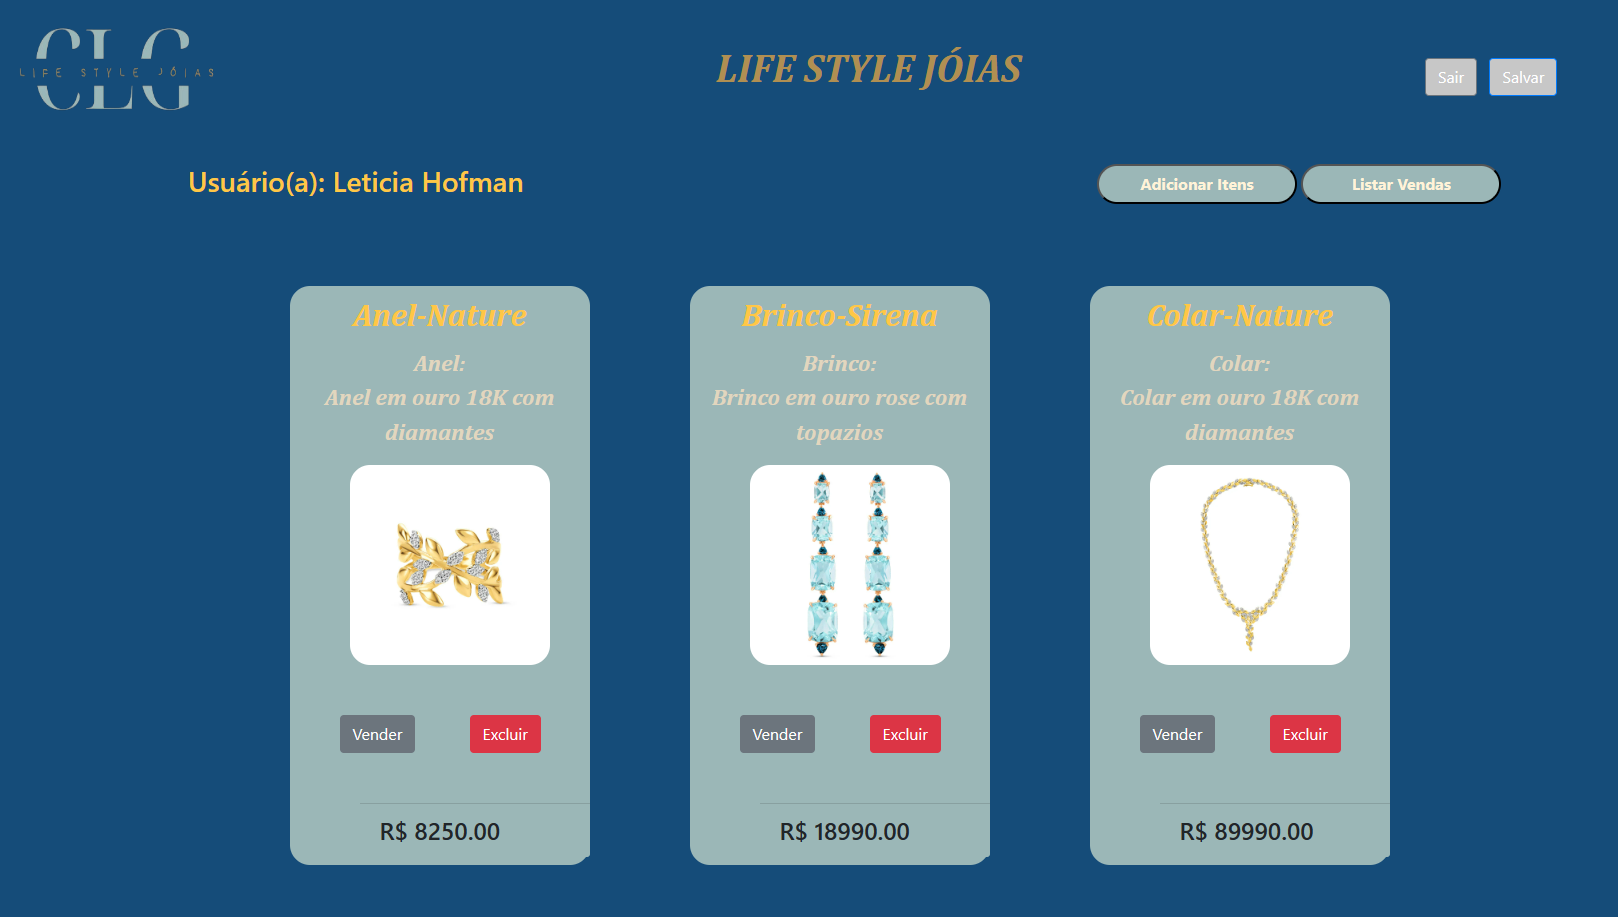 CLG
LIFE STYLE JÓIAS
LIFE STYLE JÓIAS
Sair
Salvar
Usuário(a): Leticia Hofman
Adicionar Itens
Listar Vendas
Anel-Nature
Anel:
Anel em ouro 18K com
diamantes
Vender
Excluir
R$ 8250.00
Brinco-Sirena
Brinco:
Brinco em ouro rose com
topazios
Vender
Excluir
R$ 18990.00
Colar-Nature
Colar:
Colar em ouro 18K com
diamantes
Vender
Excluir
R$ 89990.00